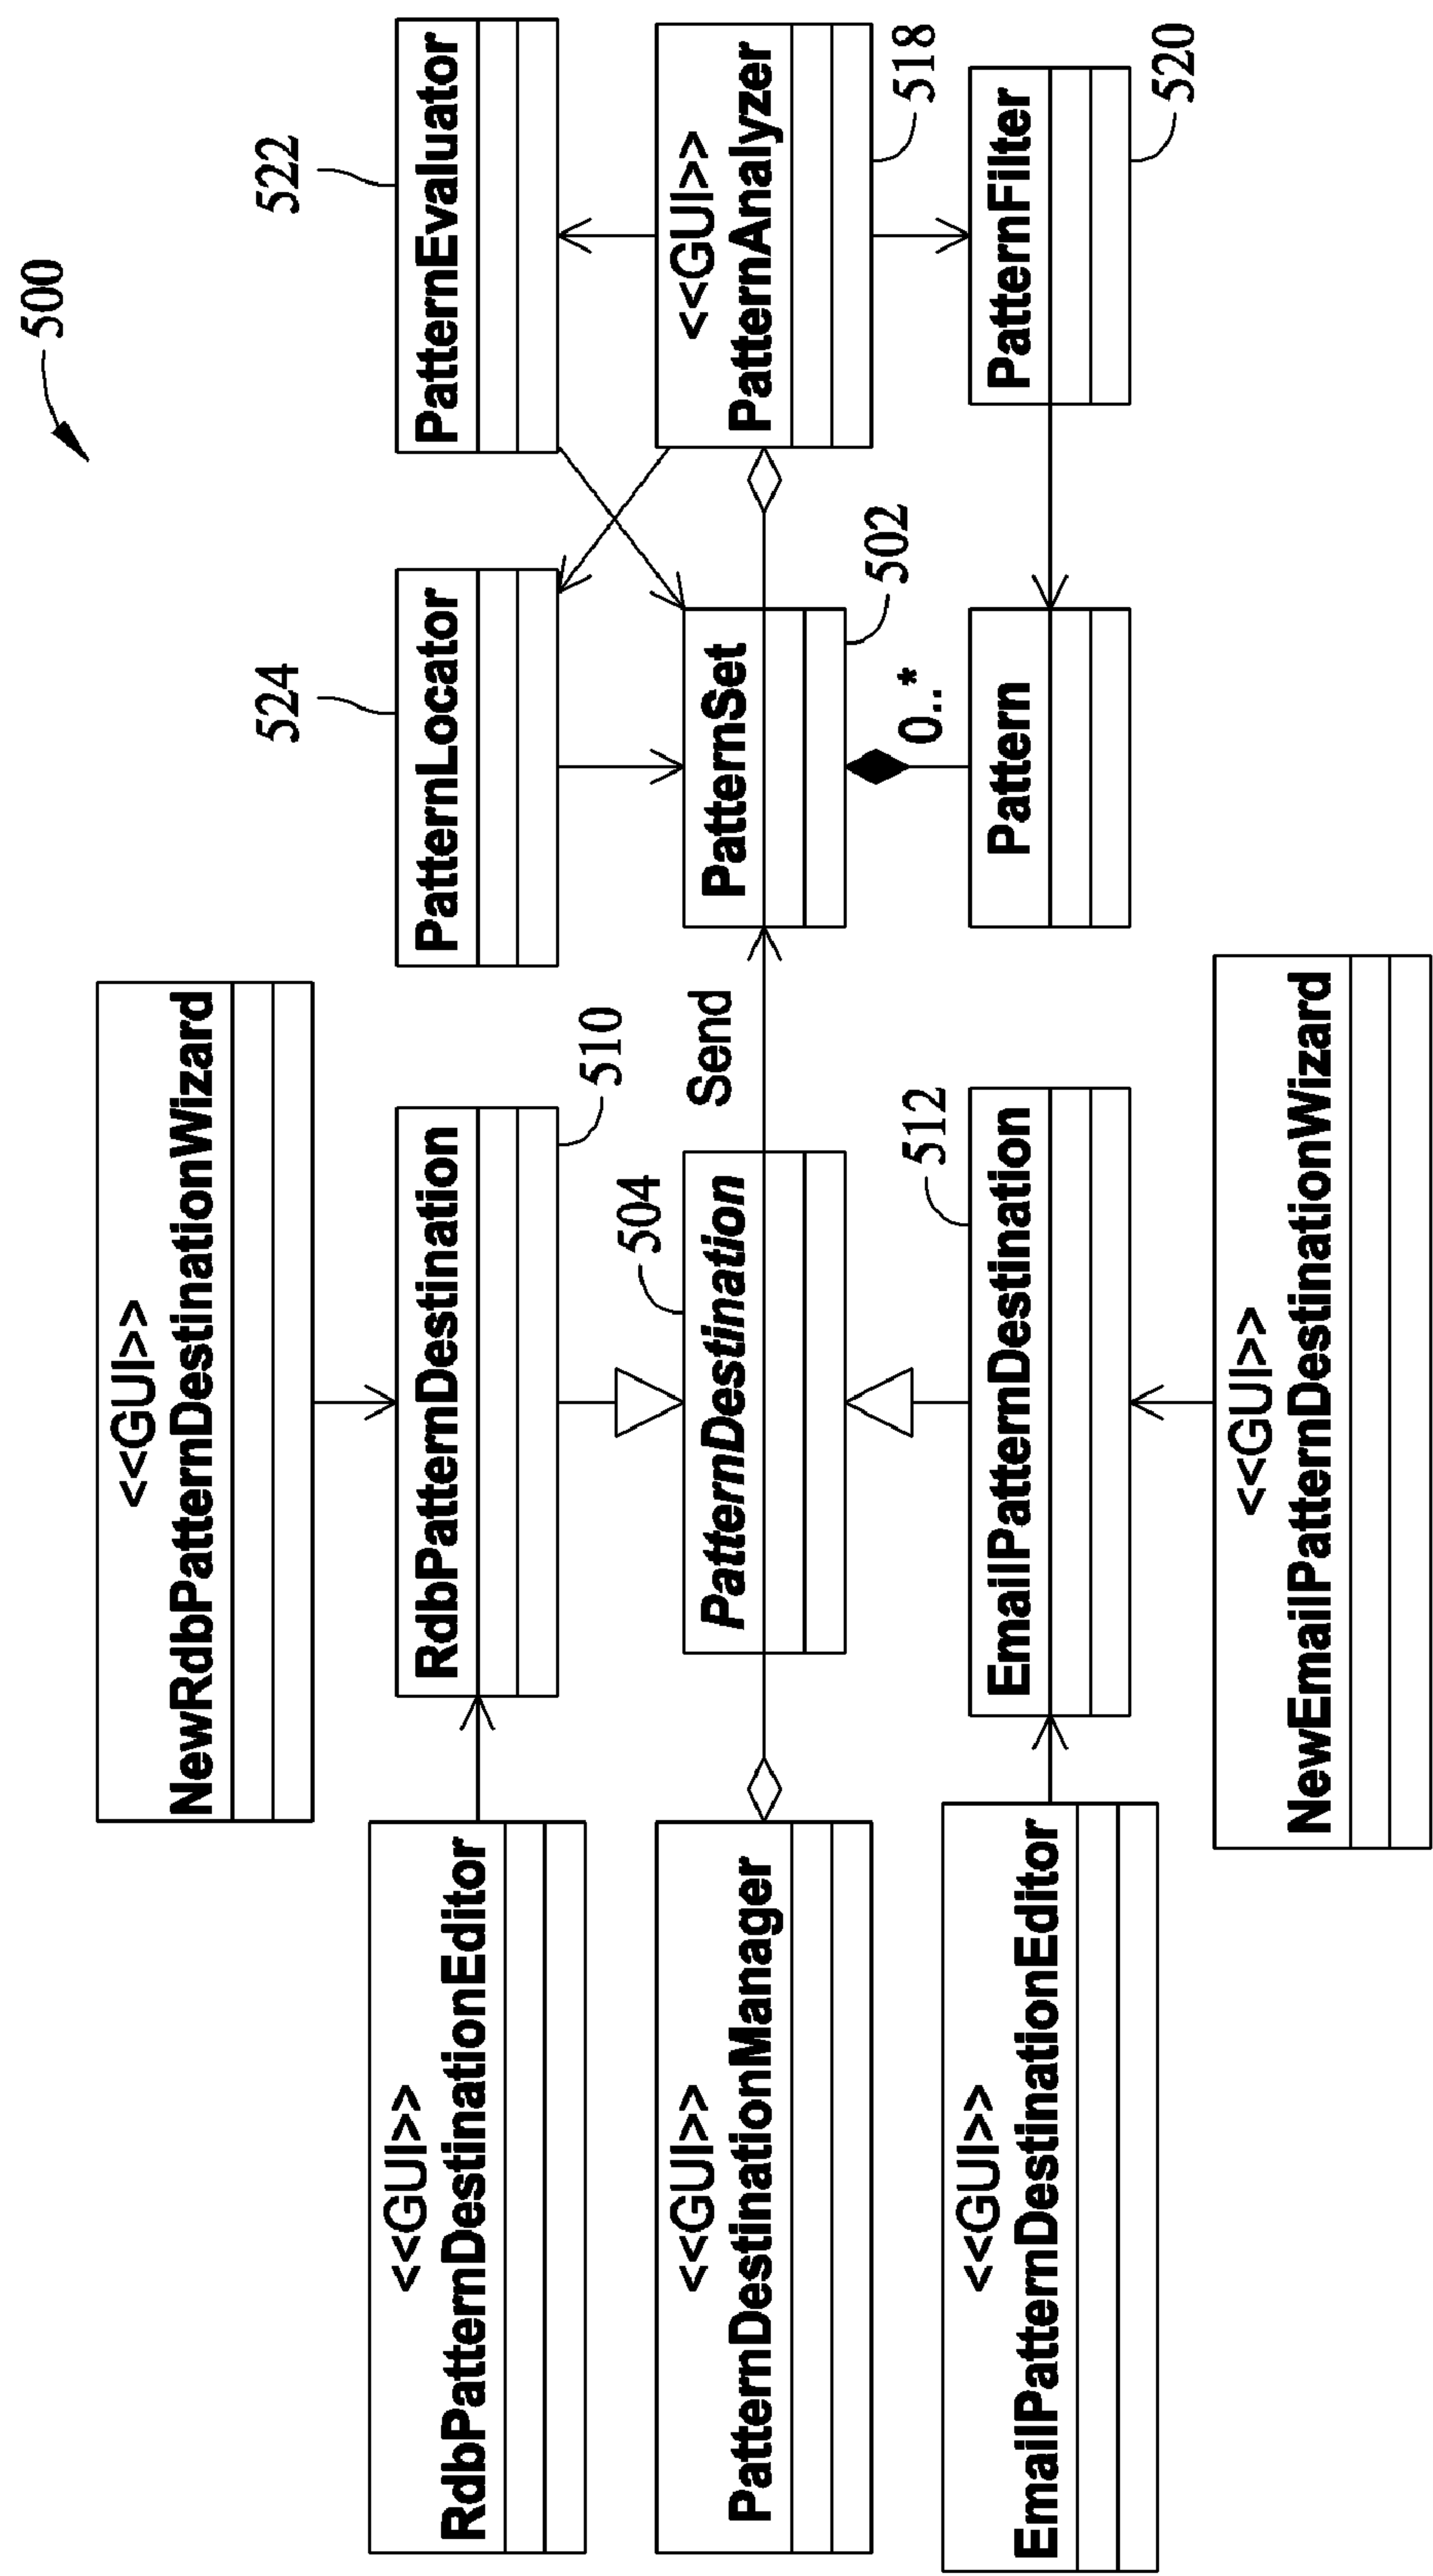 500
<<GUI>>
NewRdbPatternDestinationWizard
524
522
<<GUI>>
RdbPatternDestinationEditor
RdbPatternDestination
510
PatternLocator
PatternEvaluator
<<GUI>>
PatternDestinationManager
504
PatternDestination
Send
PatternSet
502
0..*
<<GUI>>
PatternAnalyzer
518
<<GUI>>
EmailPatternDestinationEditor
512
EmailPatternDestination
Pattern
PatternFilter
520
<<GUI>>
NewEmailPatternDestinationWizard